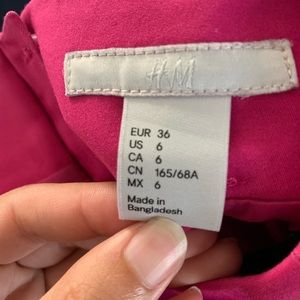 H&M
EUR 36
US 6
CA 6
CN 165/68A
MX 6
Made in
Bangladesh